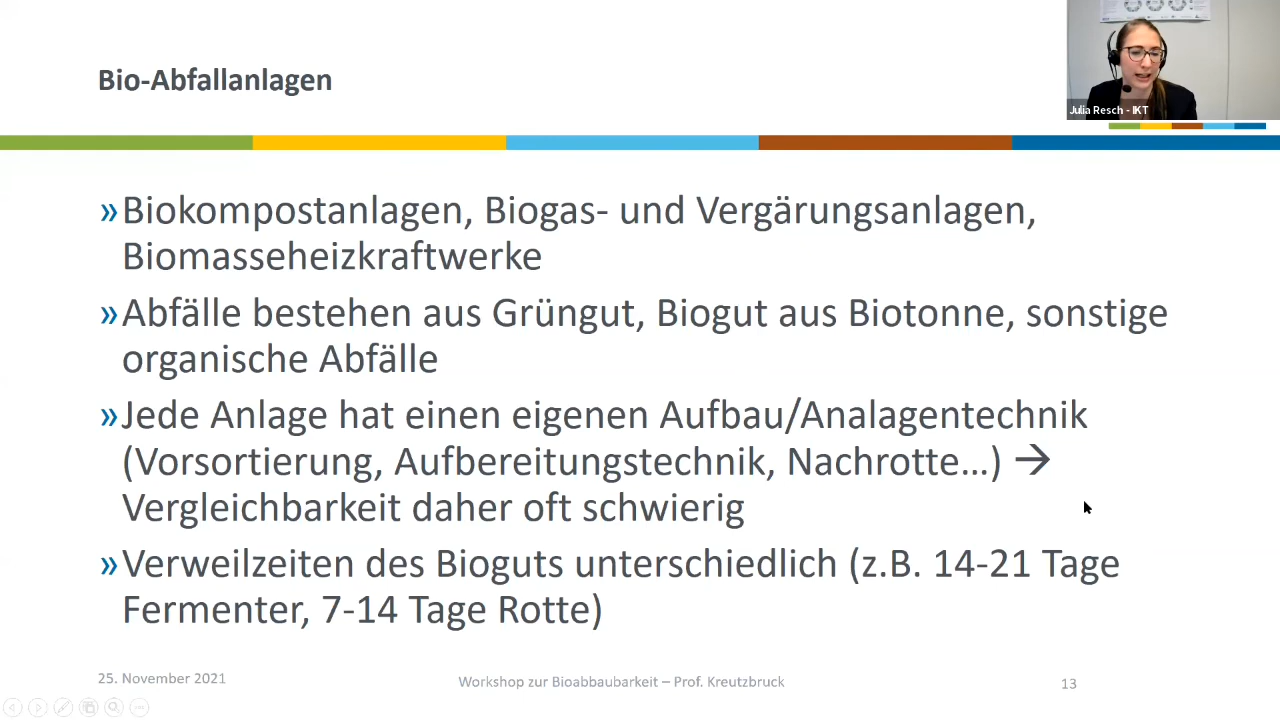 Bio-Abfallanlagen
Julia Resch - IKT
»Biokompostanlagen, Biogas- und Vergärungsanlagen,
Biomasseheizkraftwerke
»Abfälle bestehen aus Grüngut, Biogut aus Biotonne, sonstige
organische Abfälle
»Jede Anlage hat einen eigenen Aufbau/Analagentechnik
(Vorsortierung, Aufbereitungstechnik, Nachrotte…) →
Vergleichbarkeit daher oft schwierig
»Verweilzeiten des Bioguts unterschiedlich (z.B. 14-21 Tage
Fermenter, 7-14 Tage Rotte)
25. November 2021
Workshop zur Bioabbaubarkeit – Prof. Kreutzbruck
13